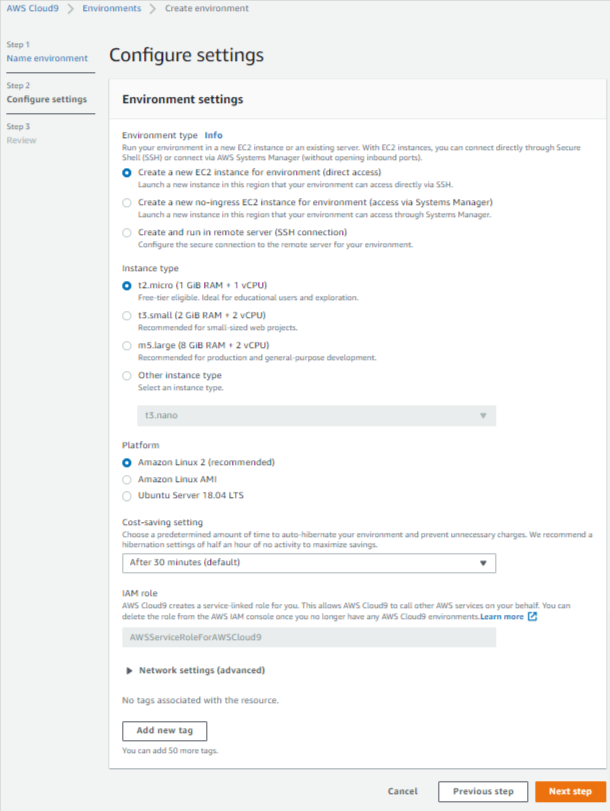 AWS Cloud9 > Environments > Create environment
Step 1
Name environment
Step 2
Configure settings
Step 3
Review
Configure settings
Environment settings
Environment type Info
Run your environment in a new EC2 instance or an existing server. With EC2 instances, you can connect directly through Secure
Shell (SSH) or connect via AWS Systems Manager (without opening inbound ports).
Create a new EC2 instance for environment (direct access)
Launch a new instance in this region that your environment can access directly via SSH.
Create a new no-ingress EC2 instance for environment (access via Systems Manager)
Launch a new instance in this region that your environment can access through Systems Manager.
Create and run in remote server (SSH connection)
Configure the secure connection to the remote server for your environment.
Instance type
t2.micro (1 GiB RAM + 1 vCPU)
Free-tier eligible. Ideal for educational users and exploration.
t3.small (2 GiB RAM + 2 vCPU)
Recommended for small-sized web projects.
m5.large (8 GiB RAM + 2 vCPU)
Recommended for production and general-purpose development.
Other instance type
Select an instance type.
t3.nano
Platform
Amazon Linux 2 (recommended)
Amazon Linux AMI
Ubuntu Server 18.04 LTS
Cost-saving setting
Choose a predetermined amount of time to auto-hibernate your environment and prevent unnecessary charges. We recommend a
hibernation settings of half an hour of no activity to maximize savings.
After 30 minutes (default)
IAM role
AWS Cloud9 creates a service-linked role for you. This allows AWS Cloud9 to call other AWS services on your behalf. You can
delete the role from the AWS IAM console once you no longer have any AWS Cloud9 environments.Learn more
AWSServiceRoleForAWSCloud9
Network settings (advanced)
No tags associated with the resource.
Add new tag
You can add 50 more tags.
Cancel
Previous step
Next step